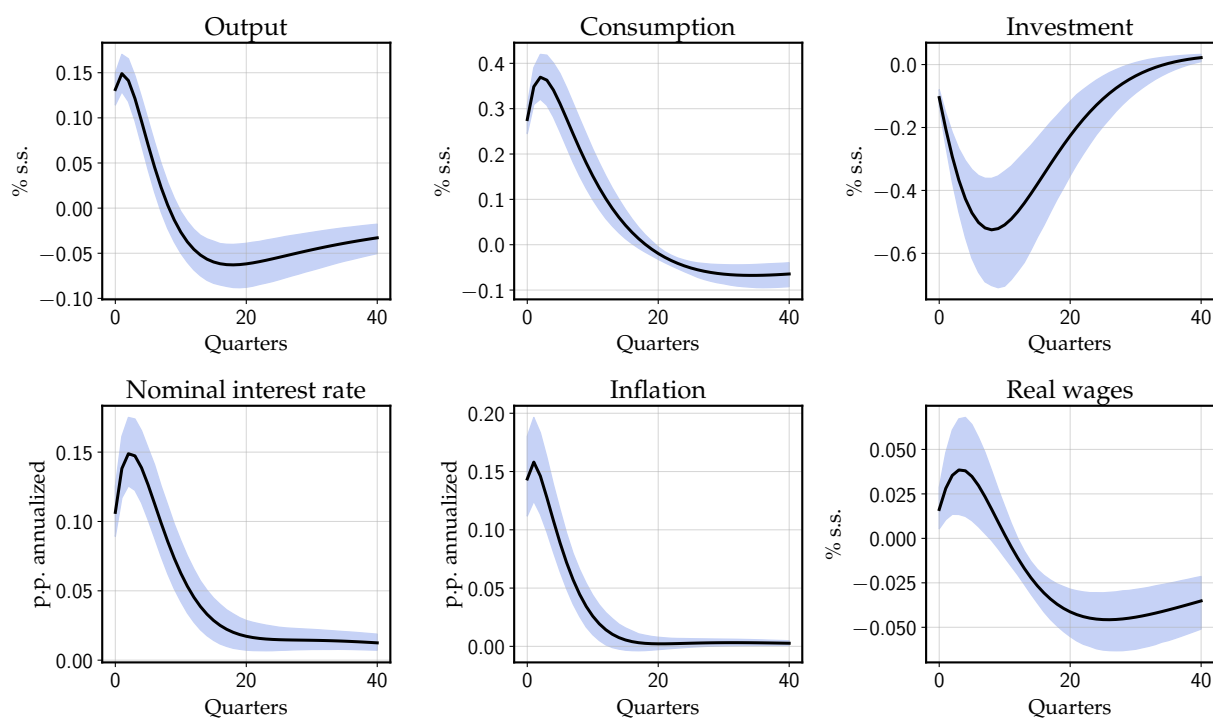 Output
0.15
0.10
0.05
0.00
−0.05
−0.10
% s.s.
0
20
40
Quarters
Consumption
0.4
0.3
0.2
0.1
0.0
−0.1
% s.s.
0
20
40
Quarters
Investment
0.0
−0.2
−0.4
−0.6
% s.s.
0
20
40
Quarters
Nominal interest rate
0.15
0.10
0.05
0.00
p.p. annualized
0
20
40
Quarters
Inflation
0.20
0.15
0.10
0.05
0.00
p.p. annualized
0
20
40
Quarters
Real wages
0.050
0.025
0.000
−0.025
−0.050
% s.s.
0
20
40
Quarters